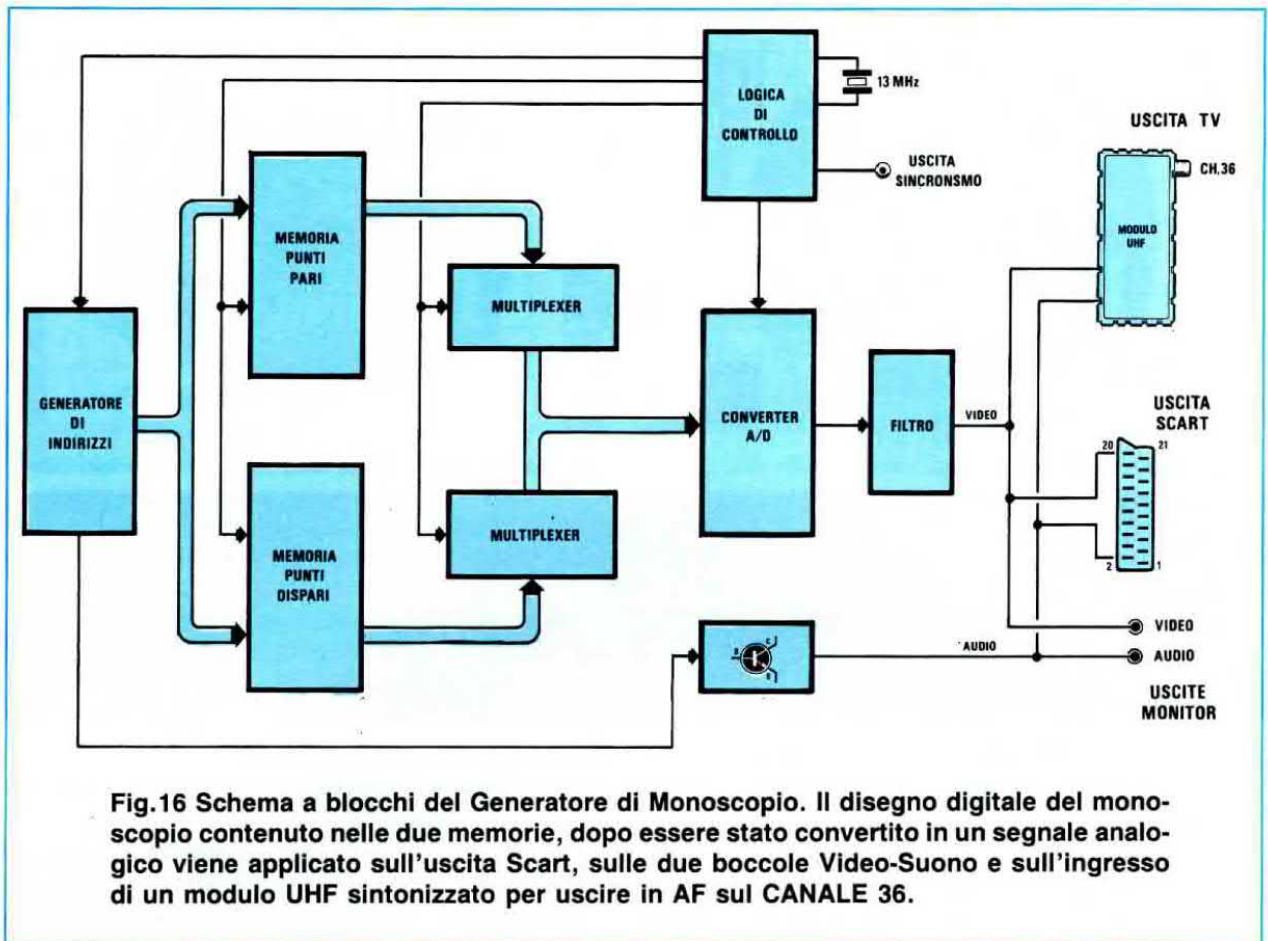 LOGICA
DI
CONTROLLO
13 MHz
USCITA
SINCRONSMO
USCITA TV
CH.36
MODULO
UHF
MEMORIA
PUNTI
PARI
MULTIPLEXER
GENERATORE
DI
INDIRIZZI
CONVERTER
A/D
FILTRO
VIDEO
USCITA
SCART
20
21
2
1
MULTIPLEXER
MEMORIA
PUNTI
DISPARI
B
C
E
AUDIO
VIDEO
AUDIO
USCITE
MONITOR
Fig.16 Schema a blocchi del Generatore di Monoscopio. Il disegno digitale del mono-
scopio contenuto nelle due memorie, dopo essere stato convertito in un segnale analo-
gico viene applicato sull'uscita Scart, sulle due boccole Video-Suono e sull'ingresso
di un modulo UHF sintonizzato per uscire in AF sul CANALE 36.